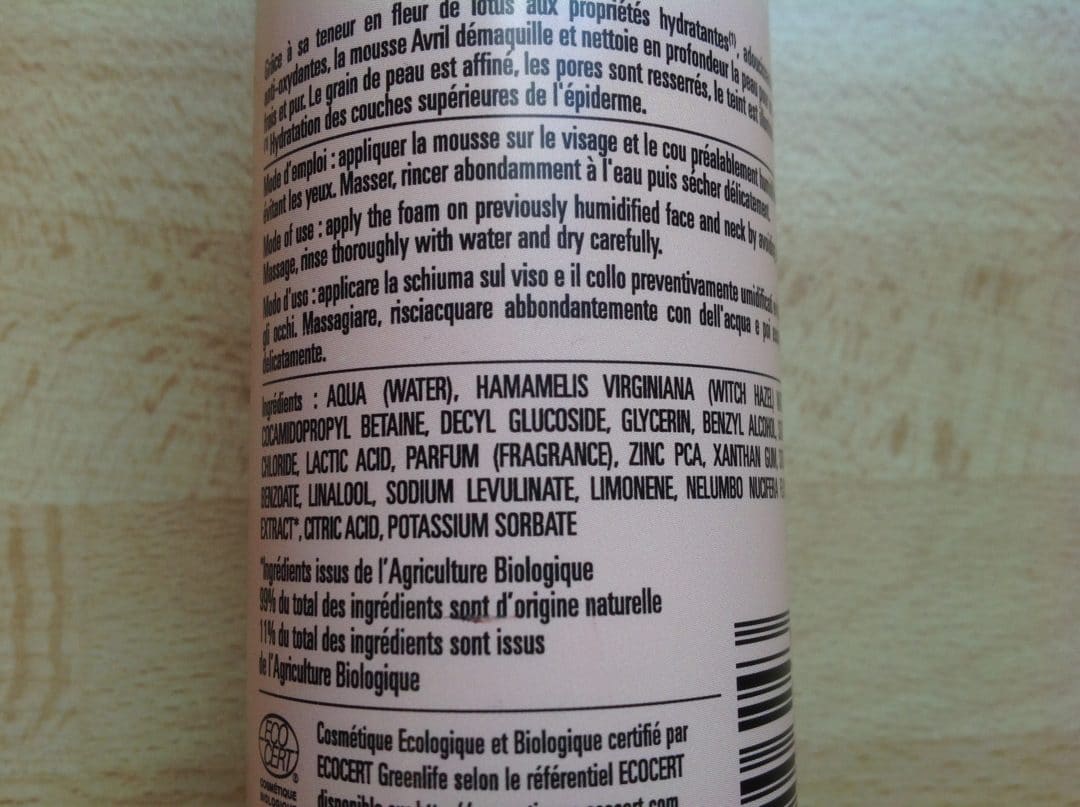 Grâce à sa teneur en fleur de lotus aux propriétés hydratantes⁽¹⁾,
anti-oxydantes, la mousse Avril démaquille et nettoie en profondeur la peau
frais et pur. Le grain de peau est affiné, les pores sont resserrés, le teint est
⁽¹⁾ Hydratation des couches supérieures de l'épiderme.
Mode d'emploi : appliquer la mousse sur le visage et le cou préalablement
évitant les yeux. Masser, rincer abondamment à l'eau puis sécher délicatement.
Mode of use : apply the foam on previously humidified face and neck by
Massage, rinse thoroughly with water and dry carefully.
Modo d'uso : applicare la schiuma sul viso e il collo preventivamente
gli occhi. Massagiare, risciacquare abbondantemente con dell'acqua e poi
delicatamente.
Ingrédients : AQUA (WATER), HAMAMELIS VIRGINIANA (WITCH HAZEL)
COCAMIDOPROPYL BETAINE, DECYL GLUCOSIDE, GLYCERIN, BENZYL ALCOHOL,
CHLORIDE, LACTIC ACID, PARFUM (FRAGRANCE), ZINC PCA, XANTHAN GUM,
BENZOATE, LINALOOL, SODIUM LEVULINATE, LIMONENE, NELUMBO NUCIFERA
EXTRACT*, CITRIC ACID, POTASSIUM SORBATE
*Ingrédients issus de l'Agriculture Biologique
99% du total des ingrédients sont d'origine naturelle
11% du total des ingrédients sont issus
de l'Agriculture Biologique
ECO
CERT
®
COSMÉTIQUE
BIOLOGIQUE
Cosmétique Ecologique et Biologique certifié par
ECOCERT Greenlife selon le référentiel ECOCERT
disponible sur